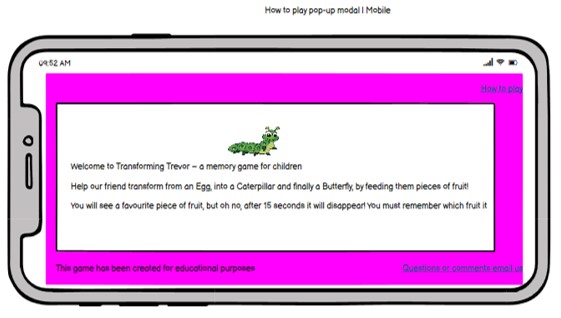 How to play pop-up modal | Mobile
09:52 AM
How to play
Welcome to Transforming Trevor – a memory game for children
Help our friend transform from an Egg, into a Caterpillar and finally a Butterfly, by feeding them pieces of fruit!
You will see a favourite piece of fruit, but oh no, after 15 seconds it will disappear! You must remember which fruit it
This game has been created for educational purposes
Questions or comments email us